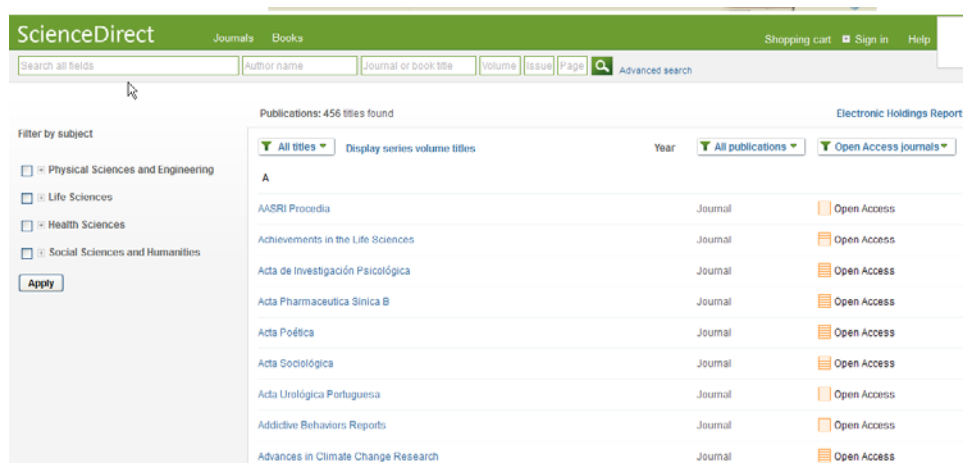 ScienceDirect Journals Books Shopping cart Sign in Help
Search all fields Author name Journal or book title Volume Issue Page Advanced search
Publications: 456 titles found Electronic Holdings Report
Filter by subject
All titles Display series volume titles Year All publications Open Access journals
Physical Sciences and Engineering
A
Life Sciences
AASRI Procedia Journal Open Access
Health Sciences
Achievements in the Life Sciences Journal Open Access
Social Sciences and Humanities
Acta de Investigación Psicológica Journal Open Access
Apply
Acta Pharmaceutica Sinica B Journal Open Access
Acta Poética Journal Open Access
Acta Sociológica Journal Open Access
Acta Urológica Portuguesa Journal Open Access
Addictive Behaviors Reports Journal Open Access
Advances in Climate Change Research Journal Open Access